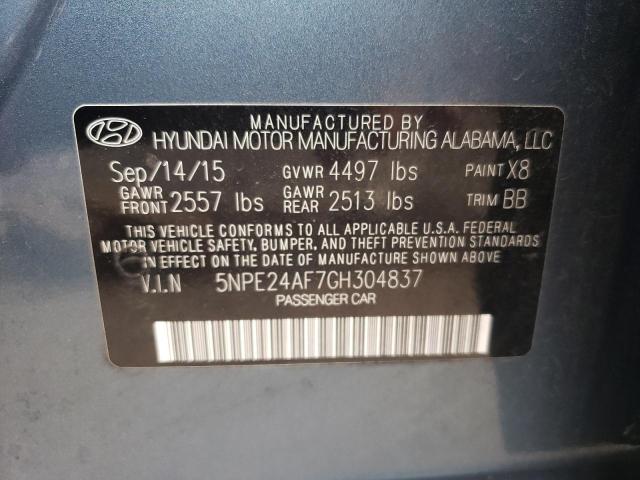 MANUFACTURED BY
HYUNDAI MOTOR MANUFACTURING ALABAMA, LLC
Sep/14/15 GVWR 4497 lbs PAINT X8
GAWR FRONT 2557 lbs GAWR REAR 2513 lbs TRIM BB
THIS VEHICLE CONFORMS TO ALL APPLICABLE U.S.A. FEDERAL
MOTOR VEHICLE SAFETY, BUMPER, AND THEFT PREVENTION
STANDARDS IN EFFECT ON THE DATE OF MANUFACTURE SHOWN ABOVE
V.I.N 5NPE24AF7GH304837
PASSENGER CAR